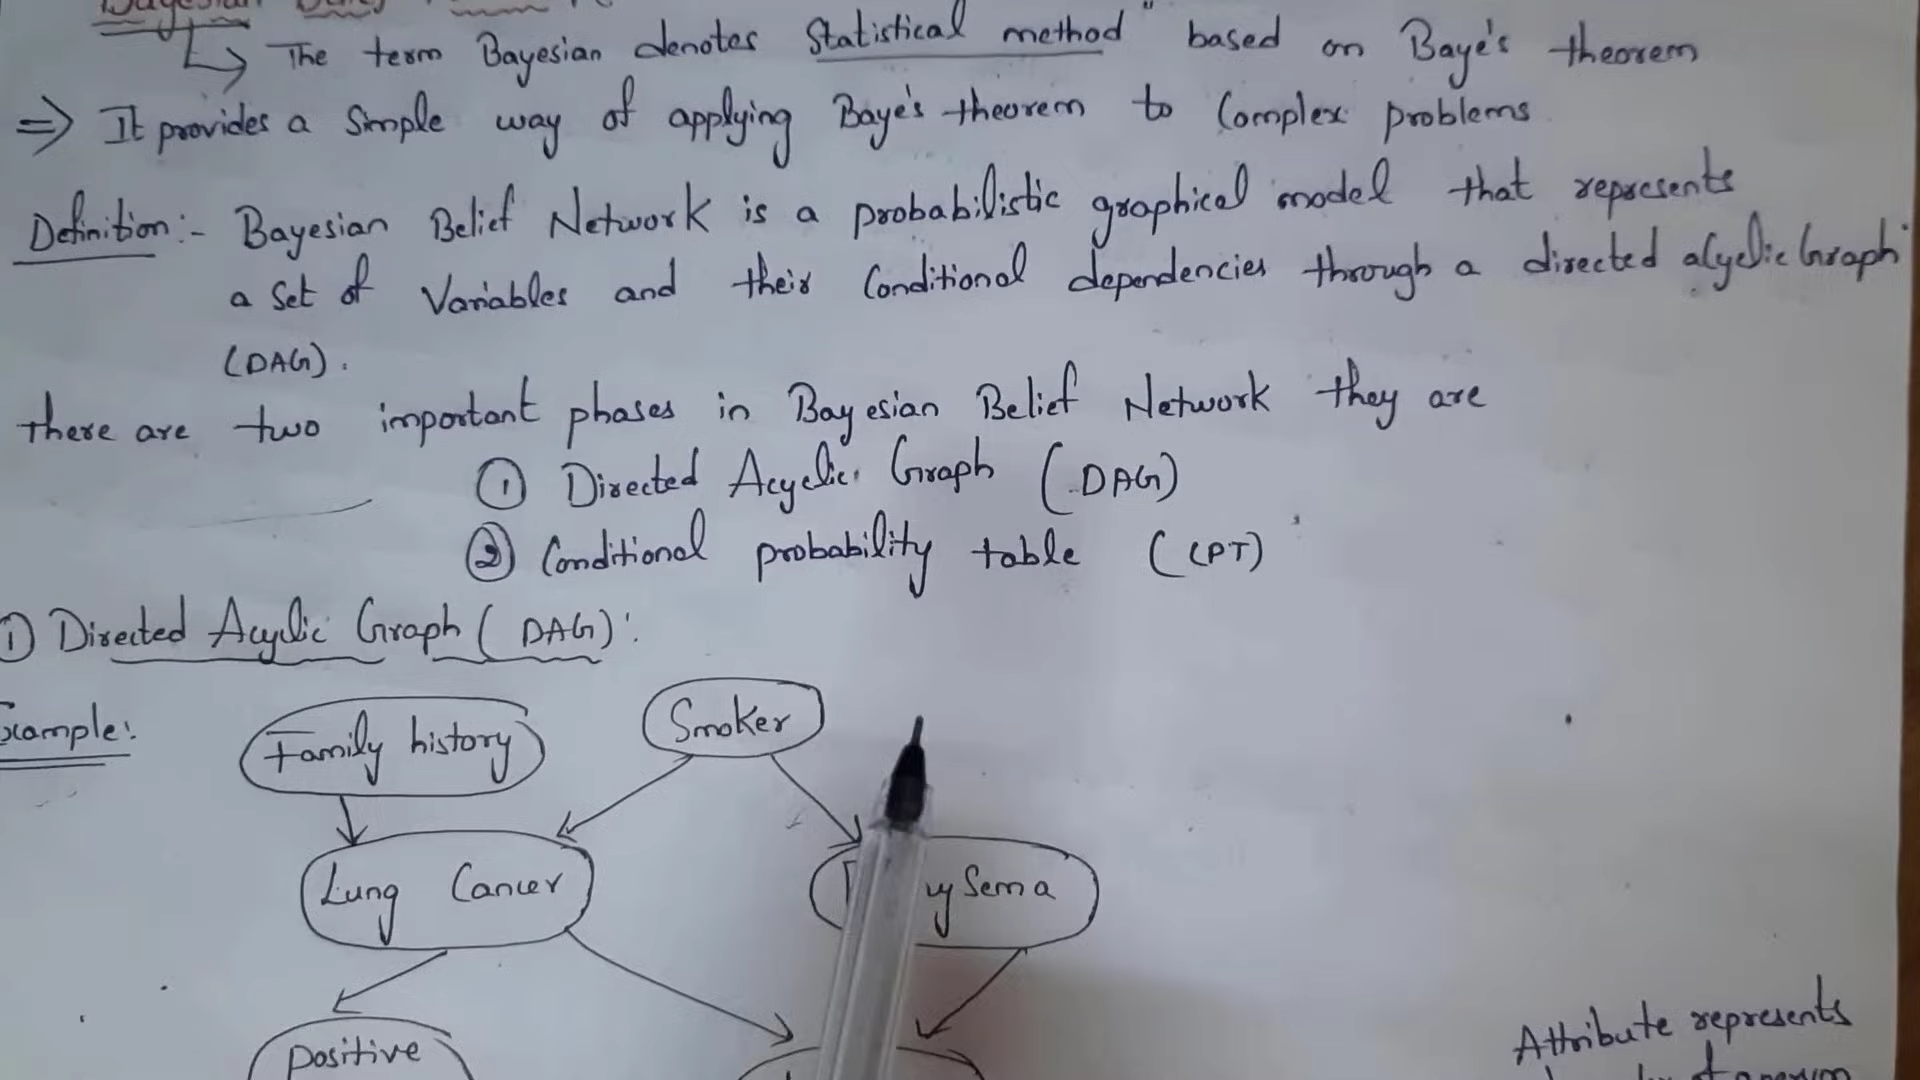 Bayesian
The term Bayesian denotes Statistical method" based on Baye's theorem
=> It provides a Simple way of applying Baye's theorem to Complex problems
Definition:- Bayesian Belief Network is a probabilistic graphical model that represents
a Set of Variables and their Conditional dependencies through a directed acyclic Graph
(DAG).
there are two important phases in Bayesian Belief Network they are
① Directed Acyclic Graph (DAG)
② Conditional probability table (CPT)
① Directed Acyclic Graph (DAG):
Example:
Family history
Smoker
Lung Cancer
ySema
positive
Attribute represents